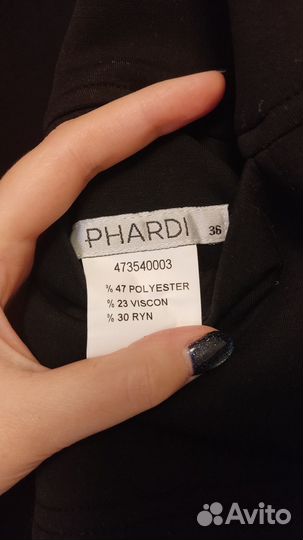 PHARDI 36
473540003
% 47 POLYESTER
% 23 VISCON
% 30 RYN
Avito